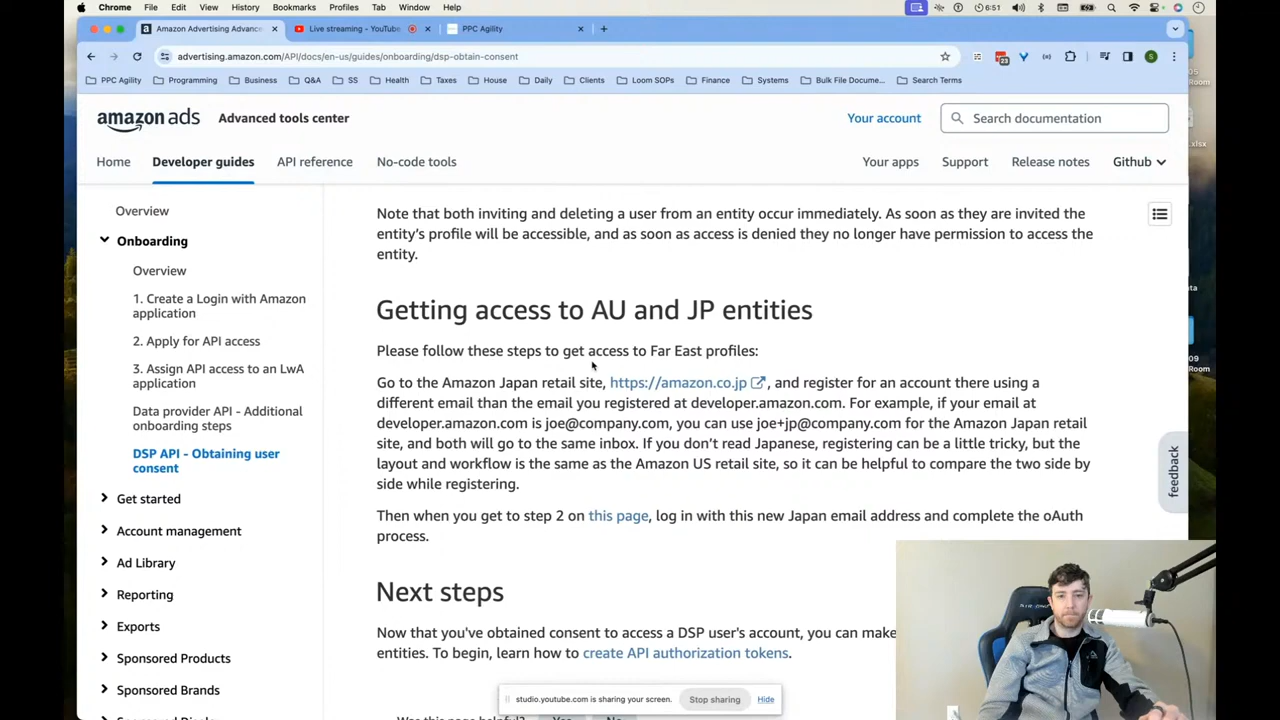 Chrome File Edit View History Bookmarks Profiles Tab Window Help 6:51
Amazon Advertising Advance
Live streaming - YouTube
PPC Agility
advertising.amazon.com/API/docs/en-us/guides/onboarding/dsp-obtain-consent
23
S
PPC Agility Programming Business Q&A SS Health Taxes House Daily Clients Loom SOPs Finance Systems Bulk File Docume... Search Terms
05
Room
amazon ads Advanced tools center
Your account
Search documentation
.xlsx
Home Developer guides API reference No-code tools
Your apps Support Release notes Github
Overview
Onboarding
Overview
1. Create a Login with Amazon
application
2. Apply for API access
3. Assign API access to an LwA
application
Data provider API - Additional
onboarding steps
DSP API - Obtaining user
consent
Get started
Account management
Ad Library
Reporting
Exports
Sponsored Products
Sponsored Brands
Note that both inviting and deleting a user from an entity occur immediately. As soon as they are invited the
entity's profile will be accessible, and as soon as access is denied they no longer have permission to access the
entity.
Getting access to AU and JP entities
Please follow these steps to get access to Far East profiles:
Go to the Amazon Japan retail site, https://amazon.co.jp , and register for an account there using a
different email than the email you registered at developer.amazon.com. For example, if your email at
developer.amazon.com is joe@company.com, you can use joe+jp@company.com for the Amazon Japan retail
site, and both will go to the same inbox. If you don't read Japanese, registering can be a little tricky, but the
layout and workflow is the same as the Amazon US retail site, so it can be helpful to compare the two side by
side while registering.
Then when you get to step 2 on this page, log in with this new Japan email address and complete the oAuth
process.
Next steps
Now that you've obtained consent to access a DSP user's account, you can make
entities. To begin, learn how to create API authorization tokens.
feedback
ata
09
Room
studio.youtube.com is sharing your screen. Stop sharing Hide